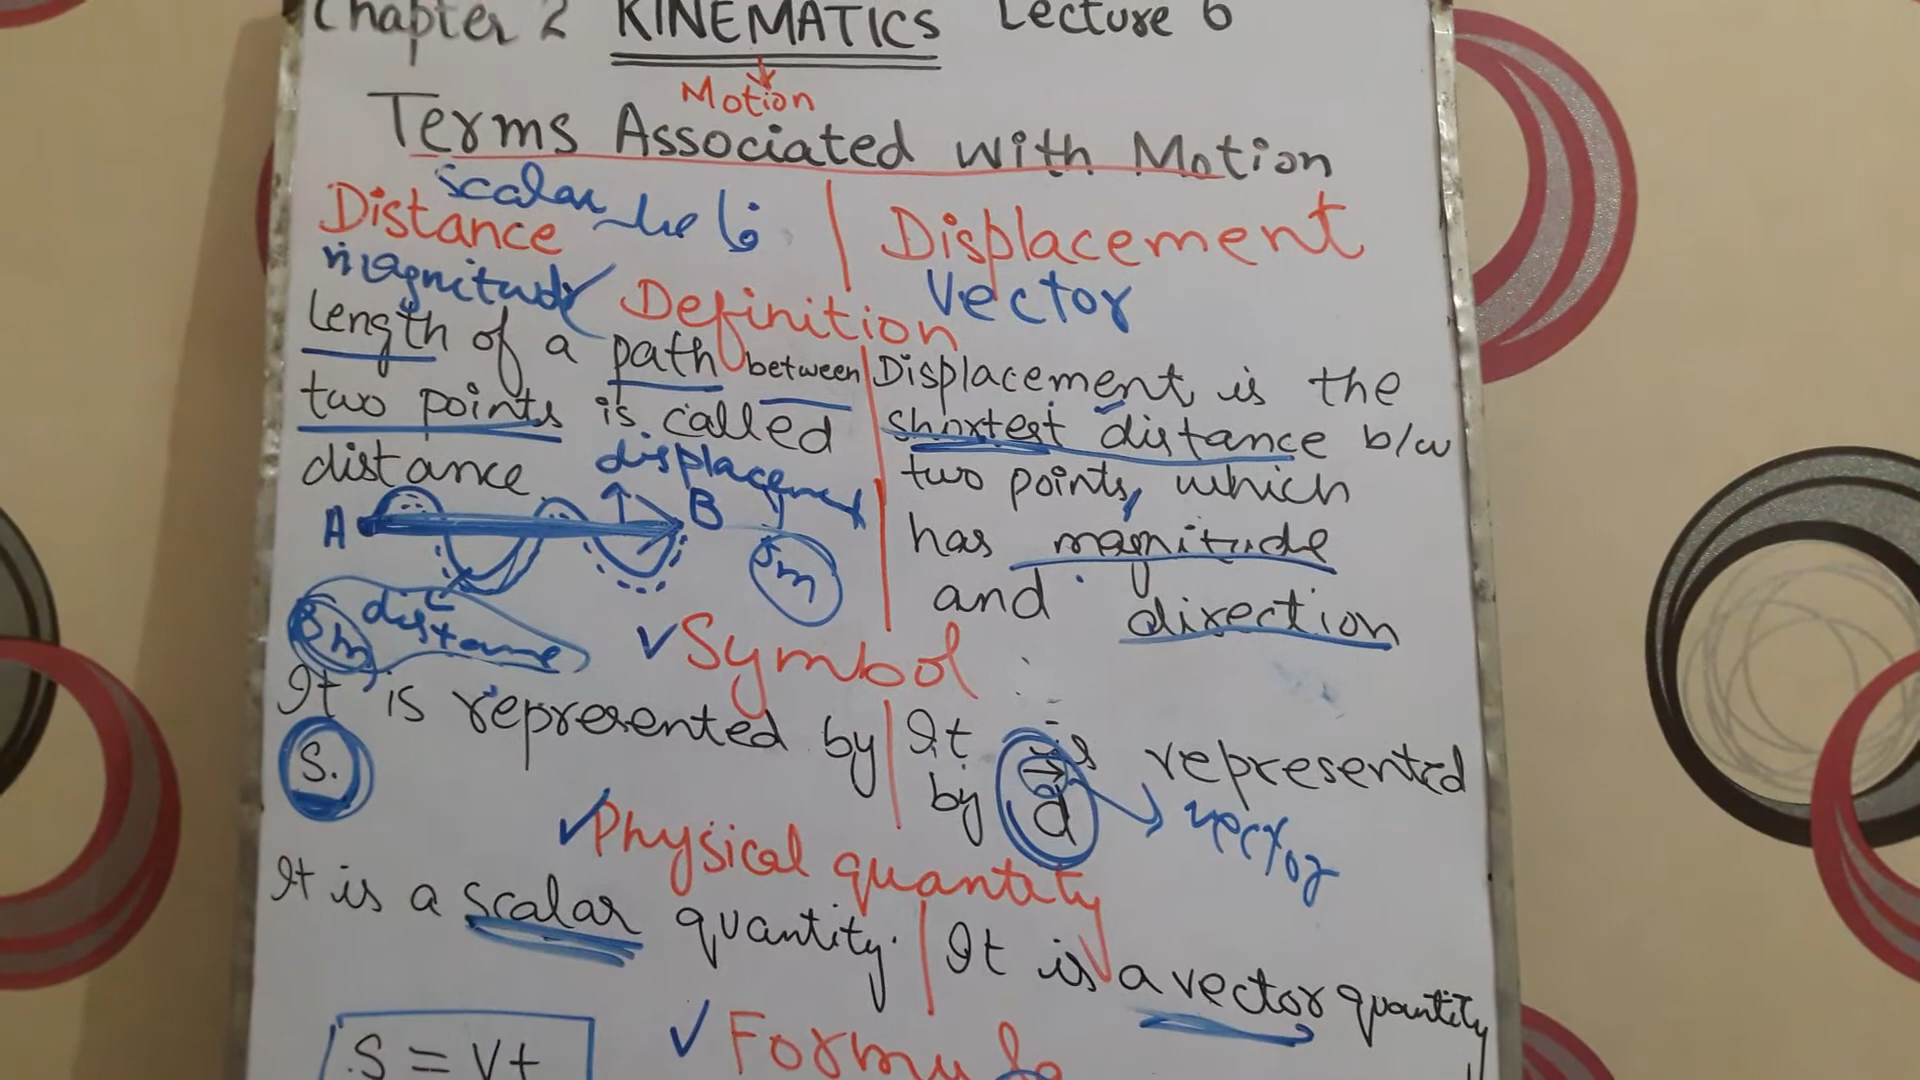 Chapter 2 KINEMATICS Lecture 6
Motion
Terms Associated with Motion
scalar
Distance | Displacement
magnitude
Vector
Definition
length of a path between
two points is called
distance
displacement
A
B
5m
distance
8m
Displacement is the
shortest distance b/w
two points, which
has magnitude
and direction
Symbol
It is represented by
S.
It is represented
by d⃗
vector
Physical quantity
It is a scalar quantity. | It is a vector quantity
Formula
S = vt